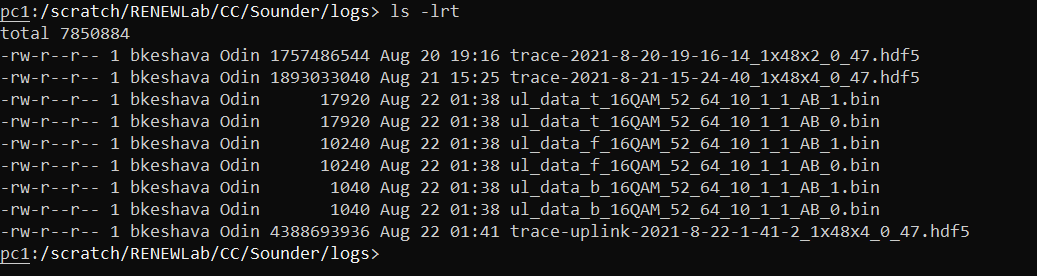 pc1:/scratch/RENEWLab/CC/Sounder/logs> ls -lrt
total 7850884
-rw-r--r-- 1 bkeshava Odin 1757486544 Aug 20 19:16 trace-2021-8-20-19-16-14_1x48x2_0_47.hdf5
-rw-r--r-- 1 bkeshava Odin 1893033040 Aug 21 15:25 trace-2021-8-21-15-24-40_1x48x4_0_47.hdf5
-rw-r--r-- 1 bkeshava Odin      17920 Aug 22 01:38 ul_data_t_16QAM_52_64_10_1_1_AB_1.bin
-rw-r--r-- 1 bkeshava Odin      17920 Aug 22 01:38 ul_data_t_16QAM_52_64_10_1_1_AB_0.bin
-rw-r--r-- 1 bkeshava Odin      10240 Aug 22 01:38 ul_data_f_16QAM_52_64_10_1_1_AB_1.bin
-rw-r--r-- 1 bkeshava Odin      10240 Aug 22 01:38 ul_data_f_16QAM_52_64_10_1_1_AB_0.bin
-rw-r--r-- 1 bkeshava Odin       1040 Aug 22 01:38 ul_data_b_16QAM_52_64_10_1_1_AB_1.bin
-rw-r--r-- 1 bkeshava Odin       1040 Aug 22 01:38 ul_data_b_16QAM_52_64_10_1_1_AB_0.bin
-rw-r--r-- 1 bkeshava Odin 4388693936 Aug 22 01:41 trace-uplink-2021-8-22-1-41-2_1x48x4_0_47.hdf5
pc1:/scratch/RENEWLab/CC/Sounder/logs>